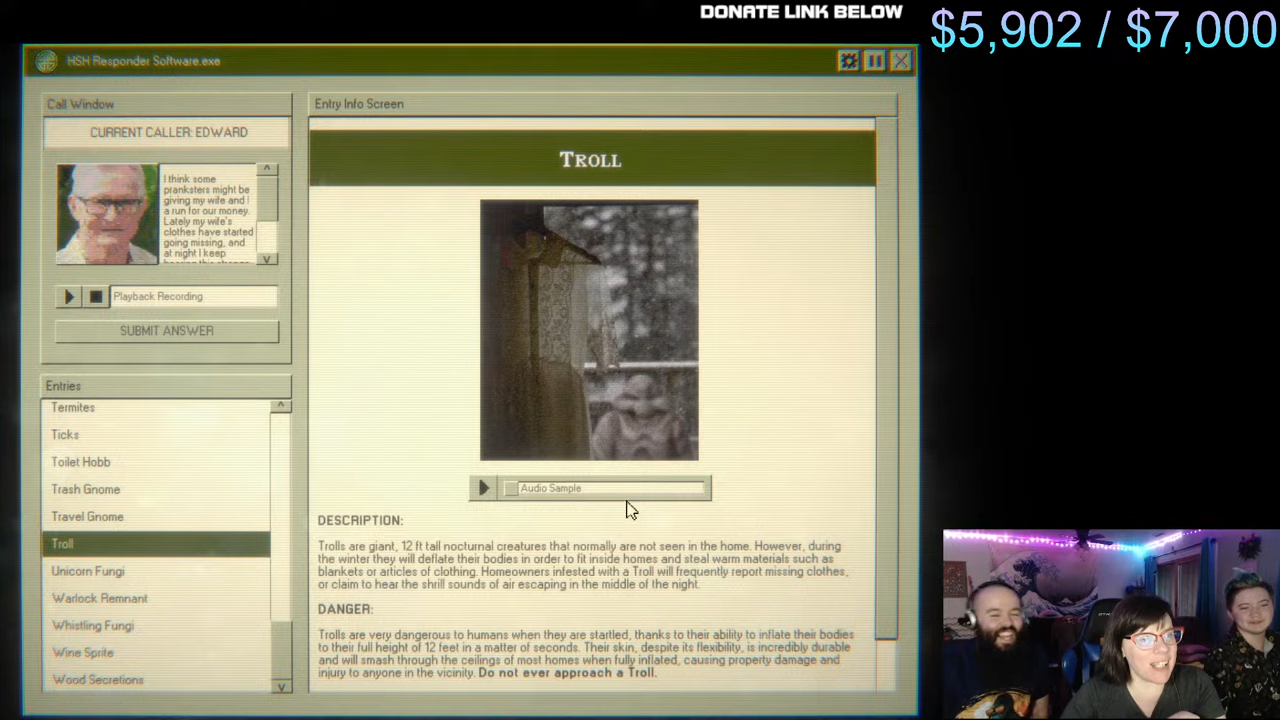 DONATE LINK BELOW
$5,902 / $7,000
HSH Responder Software.exe
Call Window
CURRENT CALLER: EDWARD
I think some
pranksters might be
giving my wife and I
a run for our money.
Lately my wife's
clothes have started
going missing, and
at night I keep
Playback Recording
SUBMIT ANSWER
Entries
Termites
Ticks
Toilet Hobb
Trash Gnome
Travel Gnome
Troll
Unicorn Fungi
Warlock Remnant
Whistling Fungi
Wine Sprite
Wood Secretions
Entry Info Screen
TROLL
Audio Sample
DESCRIPTION:
Trolls are giant, 12 ft tall nocturnal creatures that normally are not seen in the home. However, during
the winter they will deflate their bodies in order to fit inside homes and steal warm materials such as
blankets or articles of clothing. Homeowners infested with a Troll will frequently report missing clothes,
or claim to hear the shrill sounds of air escaping in the middle of the night.
DANGER:
Trolls are very dangerous to humans when they are startled, thanks to their ability to inflate their bodies
to their full height of 12 feet in a matter of seconds. Their skin, despite its flexibility, is incredibly durable
and will smash through the ceilings of most homes when fully inflated, causing property damage and
injury to anyone in the vicinity. Do not ever approach a Troll.